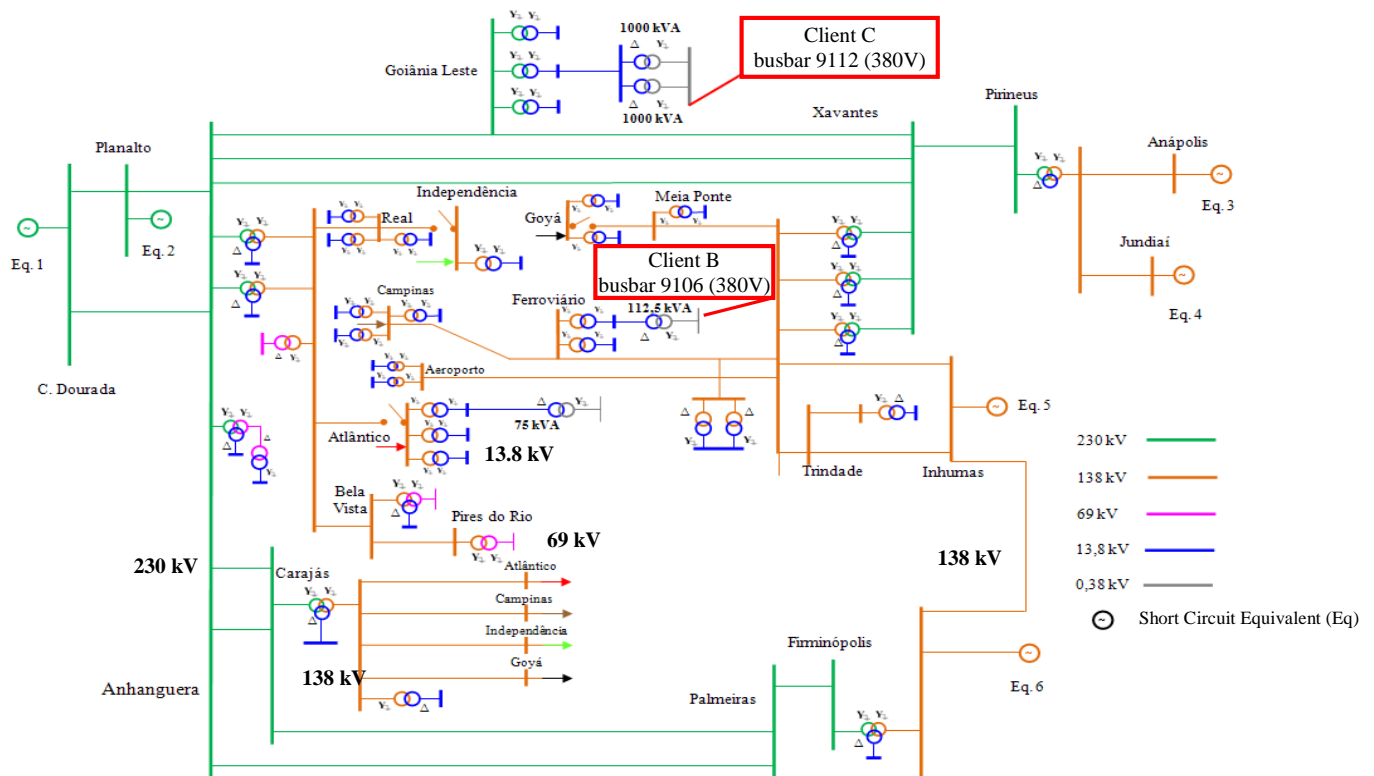 1000 kVA
Client C
busbar 9112 (380V)
Goiânia Leste
1000 kVA
Xavantes
Pirineus
Planalto
Anápolis
Independência
Real
Goyá
Meia Ponte
Eq. 1
Eq. 2
Eq. 3
Client B
busbar 9106 (380V)
Jundiaí
Campinas
Ferroviário
112.5kVA
Eq. 4
C. Dourada
Aeroporto
Eq. 5
75 kVA
Atlântico
13.8 kV
Trindade
Inhumas
230 kV
138 kV
69 kV
13,8 kV
0,38 kV
Short Circuit Equivalent (Eq)
Bela
Vista
Pires do Rio
69 kV
230 kV
138 kV
Carajás
Atlântico
Campinas
Independência
Goyá
138 kV
Firminópolis
Anhanguera
Palmeiras
Eq. 6